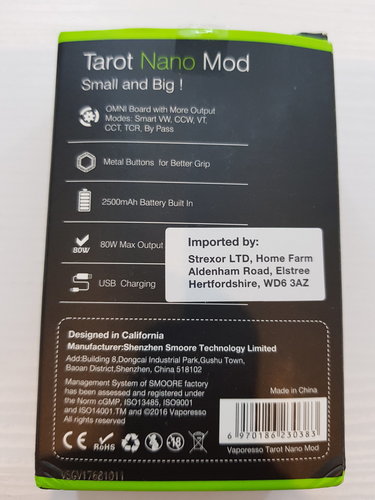 Tarot Nano Mod
Small and Big !
OMNI Board with More Output
Modes: Smart VW, CCW, VT,
CCT, TCR, By Pass
Metal Buttons for Better Grip
2500mAh Battery Built In
80W
80W Max Output
USB Charging
Imported by:
Strexor LTD, Home Farm
Aldenham Road, Elstree
Hertfordshire, WD6 3AZ
Designed in California
Manufacturer:Shenzhen Smoore Technology Limited
Add:Building 8,Dongcai Industrial Park,Gushu Town,
Baoan District,Shenzhen, China 518102
Management System of SMOORE factory
has been assessed and registered under
the Norm cGMP, ISO13485, ISO9001
and ISO14001.TM and ©2016 Vaporesso
All rights reserved
Made in China
6 970186 230383
Vaporesso Tarot Nano Mod
CE RoHS 18
VSGV17681011